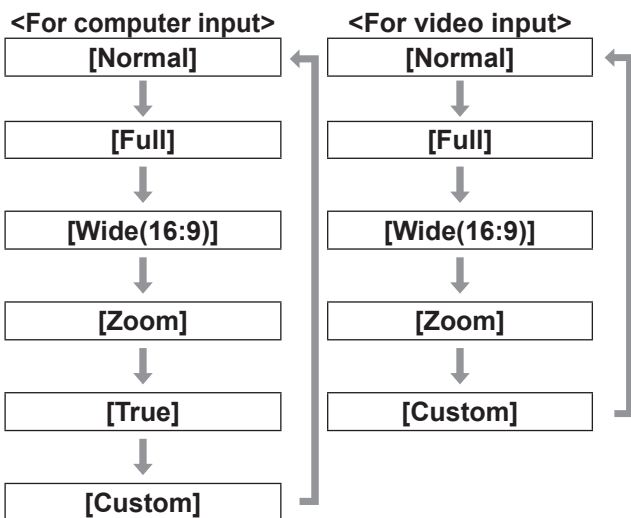 <For computer input>
[Normal]
[Full]
[Wide(16:9)]
[Zoom]
[True]
[Custom]
<For video input>
[Normal]
[Full]
[Wide(16:9)]
[Zoom]
[Custom]